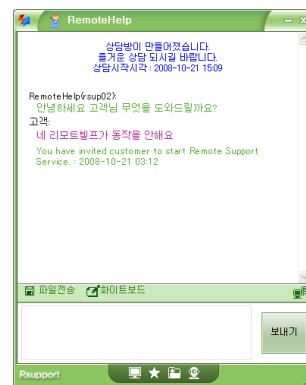 RemoteHelp
상담방이 만들어졌습니다.
즐거운 상담 되시길 바랍니다.
상담시작시각 : 2008-10-21 15:09
RemoteHelp(rsup02):
안녕하세요 고객님 무엇을 도와드릴까요?
고객:
네 리모트헬프가 동작을 안해요
You have invited customer to start Remote Support
Service. : 2008-10-21 03:12
파일전송 화이트보드
보내기
Rsupport